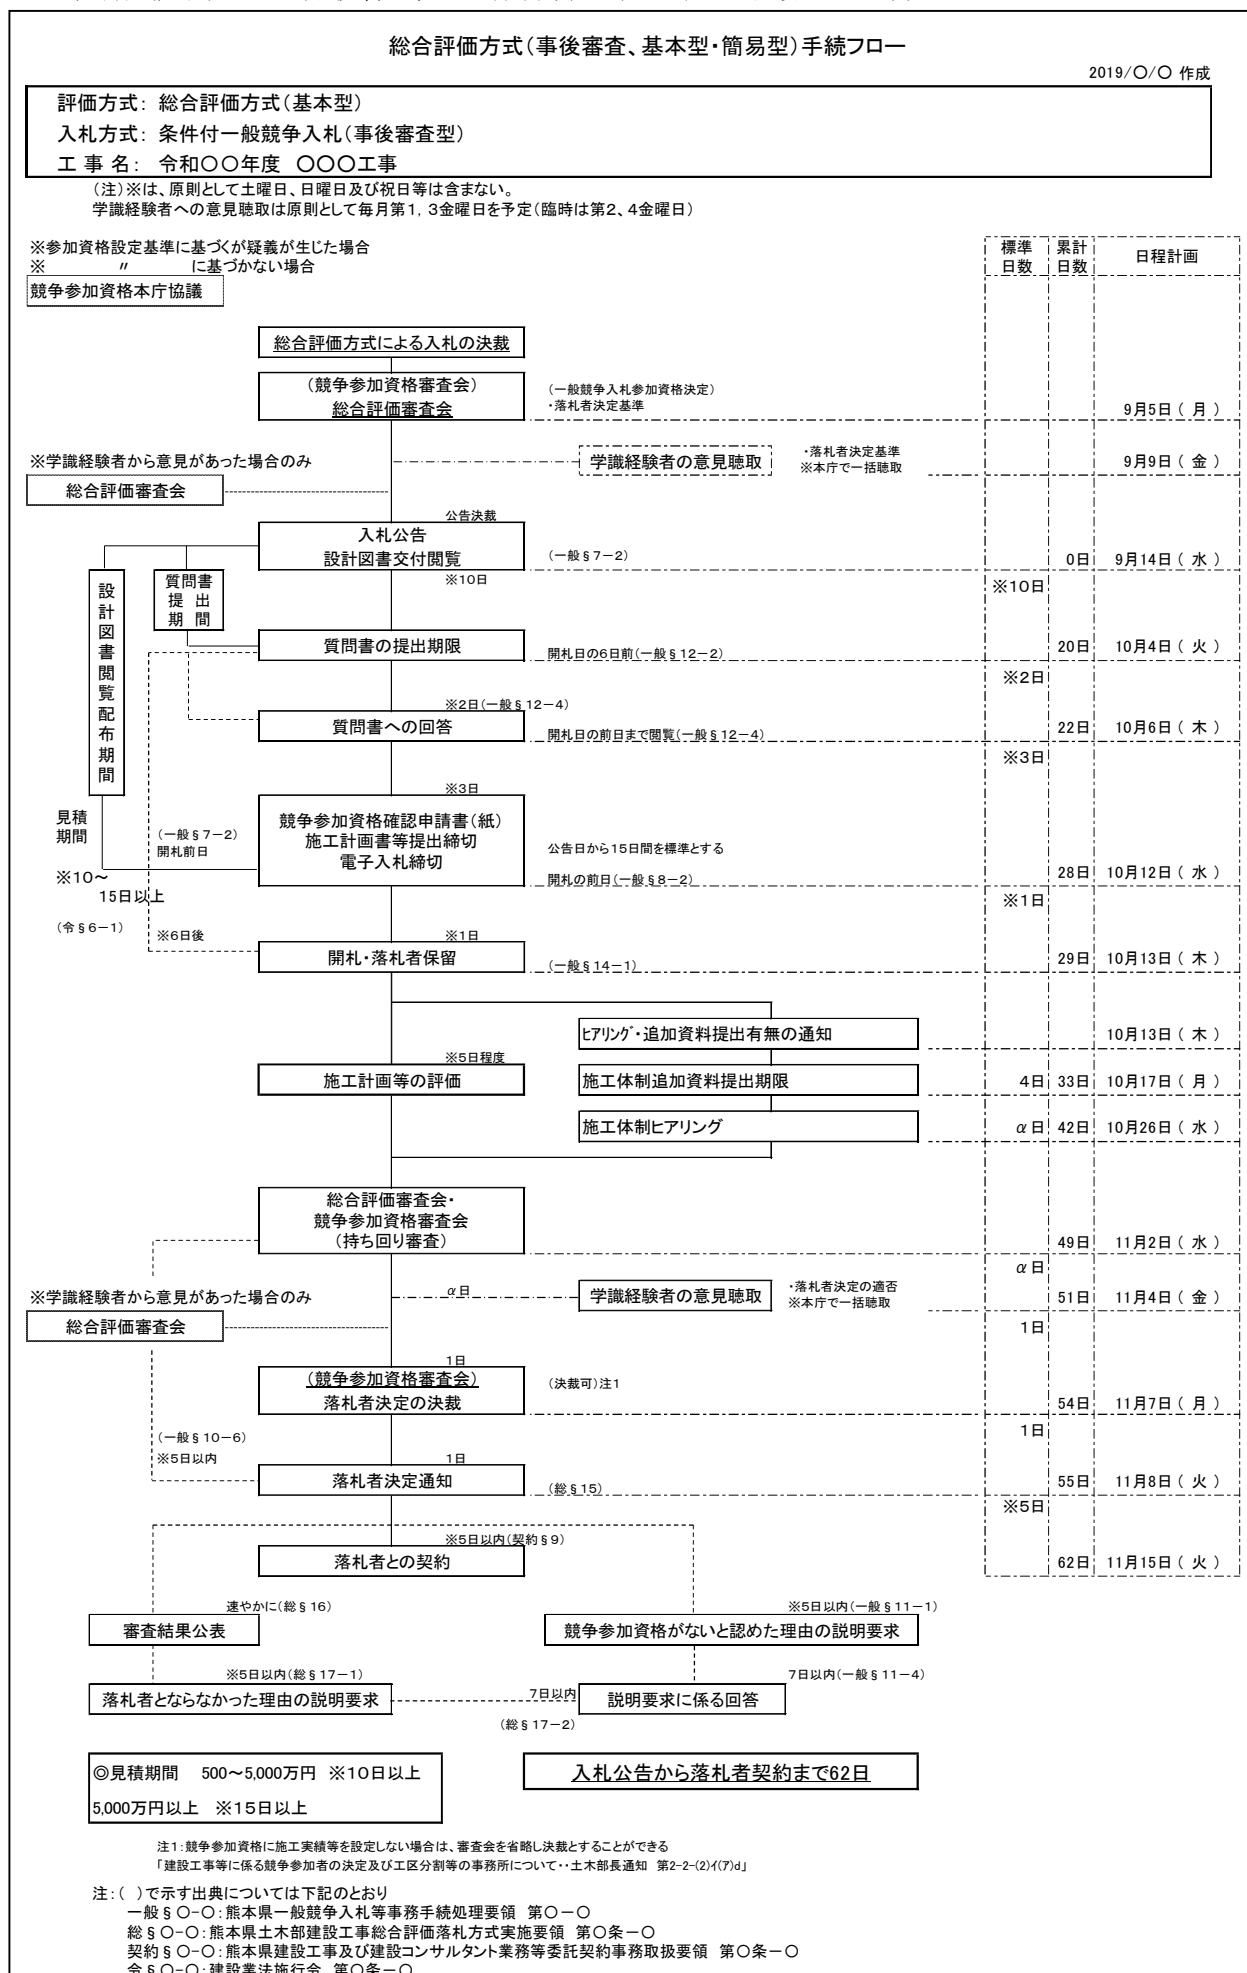 総合評価方式（事後審査、基本型・簡易型）手続フロー
2019/〇/〇 作成
評価方式： 総合評価方式（基本型）
入札方式： 条件付一般競争入札（事後審査型）
工 事 名： 令和〇〇年度 〇〇〇工事
（注）※は、原則として土曜日、日曜日及び祝日等は含まない。
学識経験者への意見聴取は原則として毎月第1, 3金曜日を予定（臨時は第2、4金曜日）
※参加資格設定基準に基づくが疑義が生じた場合
※ 〃 に基づかない場合
競争参加資格本庁協議
標準日数 累計日数 日程計画
総合評価方式による入札の決裁
（競争参加資格審査会）
総合評価審査会
（一般競争入札参加資格決定）
・落札者決定基準
9月5日（ 月 ）
※学識経験者から意見があった場合のみ
学識経験者の意見聴取
・落札者決定基準
※本庁で一括聴取
9月9日（ 金 ）
総合評価審査会
公告決裁
入札公告
設計図書交付閲覧
（一般§7－2）
0日 9月14日（ 水 ）
※10日
※10日
設計図書閲覧配布期間
質問書
提 出
期 間
質問書の提出期限
開札日の6日前（一般§12－2）
20日 10月4日（ 火 ）
※2日
※2日（一般§12－4）
質問書への回答
開札日の前日まで閲覧（一般§12－4）
22日 10月6日（ 木 ）
※3日
※3日
見積
期間
（一般§7－2）
開札前日
競争参加資格確認申請書（紙）
施工計画書等提出締切
電子入札締切
公告日から15日間を標準とする
開札の前日（一般§8－2）
28日 10月12日（ 水 ）
※10～
15日以上
（令§6－1）
※1日
※6日後
※1日
開札・落札者保留
（一般§14－1）
29日 10月13日（ 木 ）
ﾋｱﾘﾝｸﾞ・追加資料提出有無の通知
10月13日（ 木 ）
※5日程度
施工計画等の評価
施工体制追加資料提出期限
4日 33日 10月17日（ 月 ）
施工体制ヒアリング
α日 42日 10月26日（ 水 ）
総合評価審査会・
競争参加資格審査会
（持ち回り審査）
49日 11月2日（ 水 ）
α日
※学識経験者から意見があった場合のみ
α日
学識経験者の意見聴取
・落札者決定の適否
※本庁で一括聴取
51日 11月4日（ 金 ）
総合評価審査会
1日
1日
（競争参加資格審査会）
落札者決定の決裁
（決裁可）注1
54日 11月7日（ 月 ）
1日
（一般§10－6）
※5日以内
1日
落札者決定通知
（総§15）
55日 11月8日（ 火 ）
※5日
※5日以内（契約§9）
落札者との契約
62日 11月15日（ 火 ）
速やかに（総§16）
審査結果公表
※5日以内（一般§11－1）
競争参加資格がないと認めた理由の説明要求
※5日以内（総§17－1）
落札者とならなかった理由の説明要求
7日以内
（総§17－2）
7日以内（一般§11－4）
説明要求に係る回答
◎見積期間 500～5,000万円 ※10日以上
5,000万円以上 ※15日以上
入札公告から落札者契約まで62日
注1：競争参加資格に施工実績等を設定しない場合は、審査会を省略し決裁とすることができる
「建設工事等に係る競争参加者の決定及び工区分割等の事務所について・・土木部長通知 第2-2-(2)ｲ(ｱ)d」
注：（ ）で示す出典については下記のとおり
一般§〇-〇：熊本県一般競争入札等事務手続処理要領 第〇－〇
総§〇-〇：熊本県土木部建設工事総合評価落札方式実施要領 第〇条－〇
契約§〇-〇：熊本県建設工事及び建設コンサルタント業務等委託契約事務取扱要領 第〇条－〇
令§〇-〇：建設業法施行令 第〇条－〇